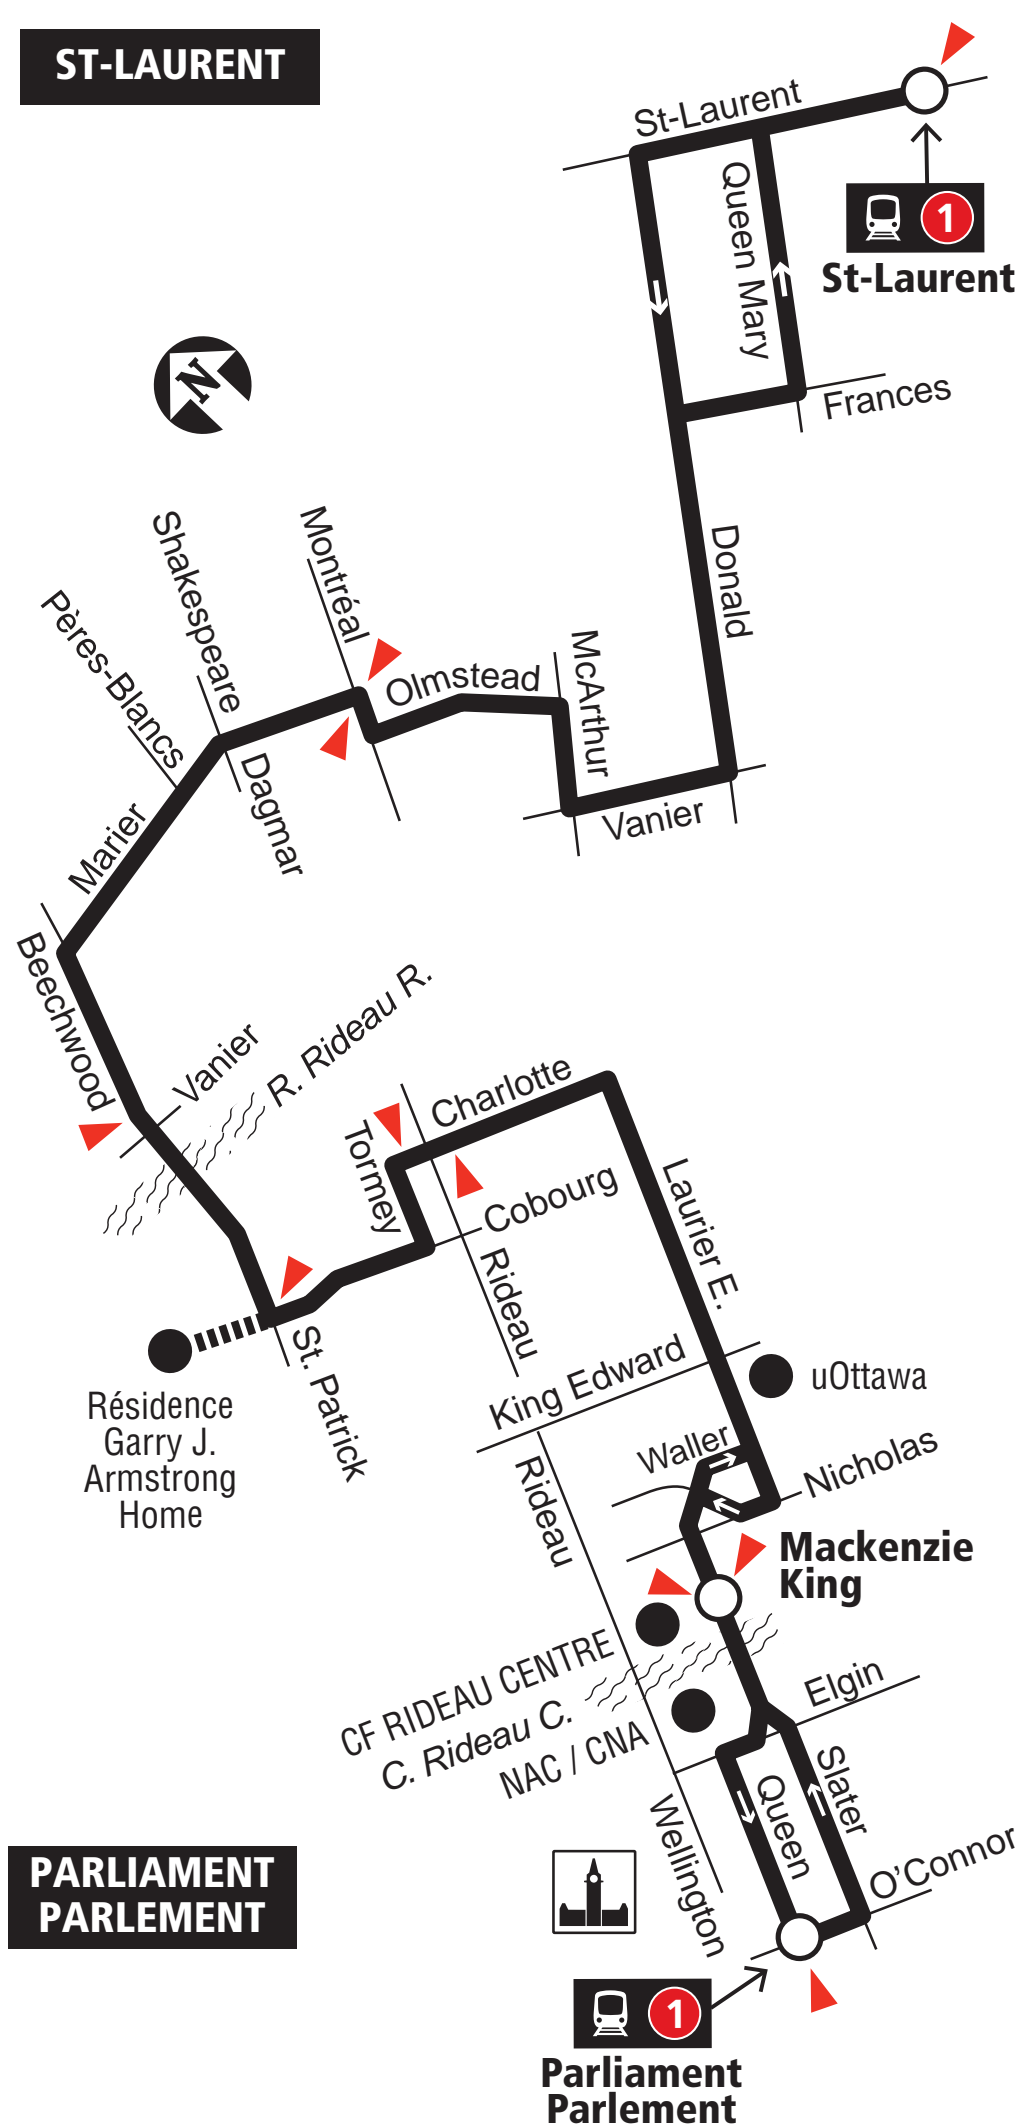 ST-LAURENT
St-Laurent
Queen Mary
1
St-Laurent
Frances
N
Donald
Shakespeare
Montréal
Pères-Blancs
Olmstead
McArthur
Dagmar
Vanier
Marier
Beechwood
Vanier
R. Rideau R.
Charlotte
Tormey
Cobourg
Laurier E.
Rideau
St. Patrick
King Edward
uOttawa
Résidence
Garry J.
Armstrong
Home
Waller
Nicholas
Rideau
Mackenzie
King
CF RIDEAU CENTRE
C. Rideau C.
NAC / CNA
Elgin
Slater
Queen
Wellington
O'Connor
PARLIAMENT
PARLEMENT
1
Parliament
Parlement